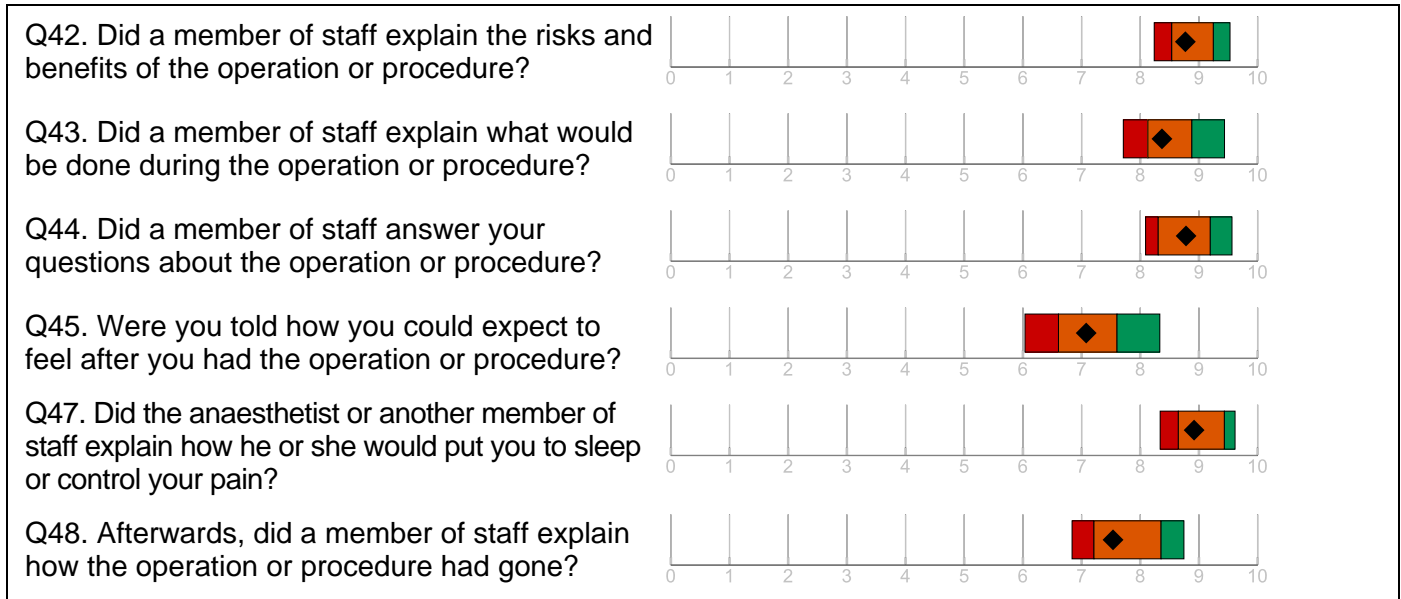 Q42. Did a member of staff explain the risks and
benefits of the operation or procedure?
0 1 2 3 4 5 6 7 8 9 10
Q43. Did a member of staff explain what would
be done during the operation or procedure?
0 1 2 3 4 5 6 7 8 9 10
Q44. Did a member of staff answer your
questions about the operation or procedure?
0 1 2 3 4 5 6 7 8 9 10
Q45. Were you told how you could expect to
feel after you had the operation or procedure?
0 1 2 3 4 5 6 7 8 9 10
Q47. Did the anaesthetist or another member of
staff explain how he or she would put you to sleep
or control your pain?
0 1 2 3 4 5 6 7 8 9 10
Q48. Afterwards, did a member of staff explain
how the operation or procedure had gone?
0 1 2 3 4 5 6 7 8 9 10